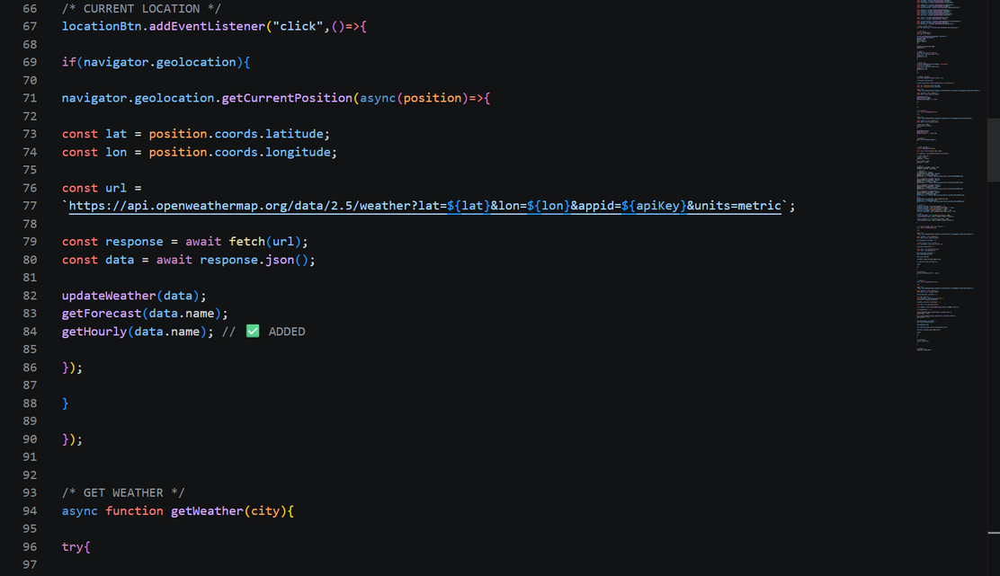 66 /* CURRENT LOCATION */
67 locationBtn.addEventListener("click",()=>{
68
69 if(navigator.geolocation){
70
71 navigator.geolocation.getCurrentPosition(async(position)=>{
72
73 const lat = position.coords.latitude;
74 const lon = position.coords.longitude;
75
76 const url =
77 `https://api.openweathermap.org/data/2.5/weather?lat=${lat}&lon=${lon}&appid=${apiKey}&units=metric`;
78
79 const response = await fetch(url);
80 const data = await response.json();
81
82 updateWeather(data);
83 getForecast(data.name);
84 getHourly(data.name); // ✅ ADDED
85
86 });
87
88 }
89
90 });
91
92
93 /* GET WEATHER */
94 async function getWeather(city){
95
96 try{
97